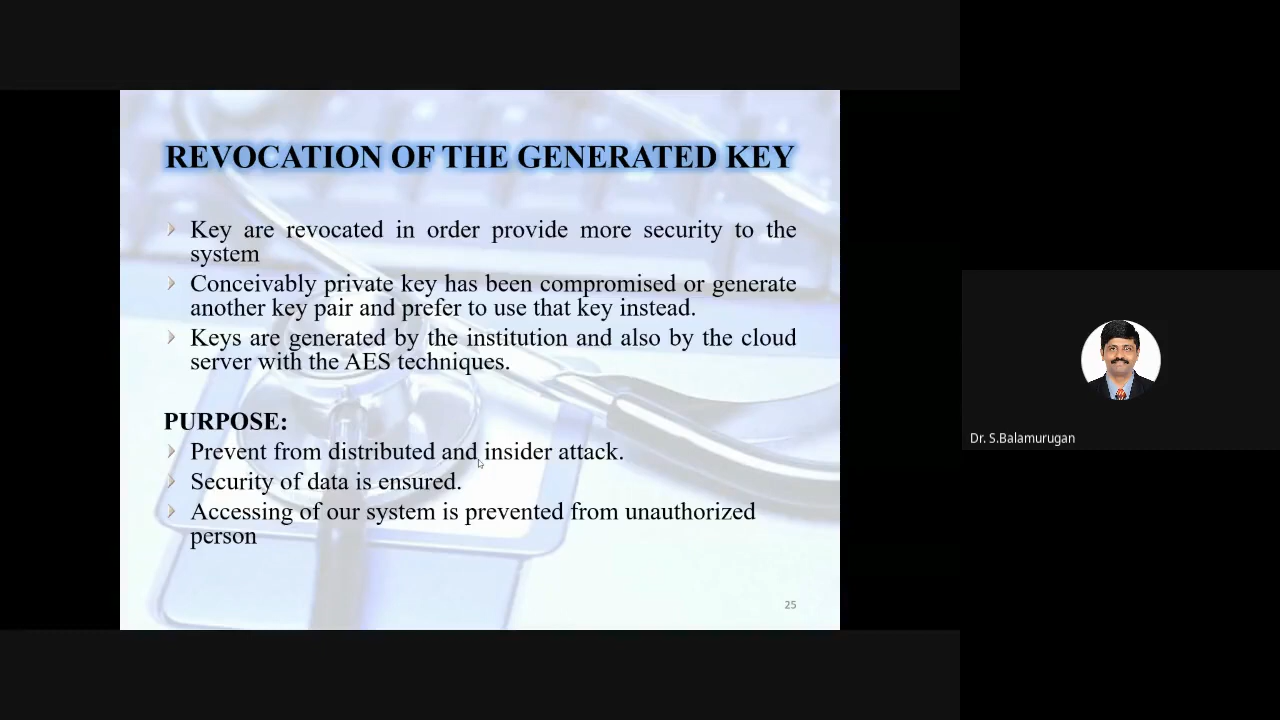 REVOCATION OF THE GENERATED KEY
Key are revocated in order provide more security to the
system
Conceivably private key has been compromised or generate
another key pair and prefer to use that key instead.
Keys are generated by the institution and also by the cloud
server with the AES techniques.
PURPOSE:
Prevent from distributed and insider attack.
Security of data is ensured.
Accessing of our system is prevented from unauthorized
person
25
Dr. S.Balamurugan